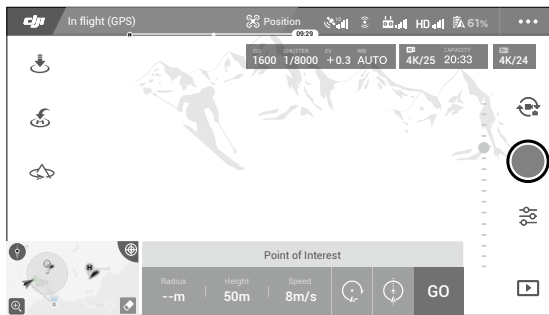 dji In flight (GPS) Position HD 61%
H 09:29
ISO SHUTTER EV WB CAPACITY
1600 1/8000 +0.3 AUTO 4K/25 20:33 4K/24
H
Point of Interest
H
Radius Height Speed
--m 50m 8m/s GO